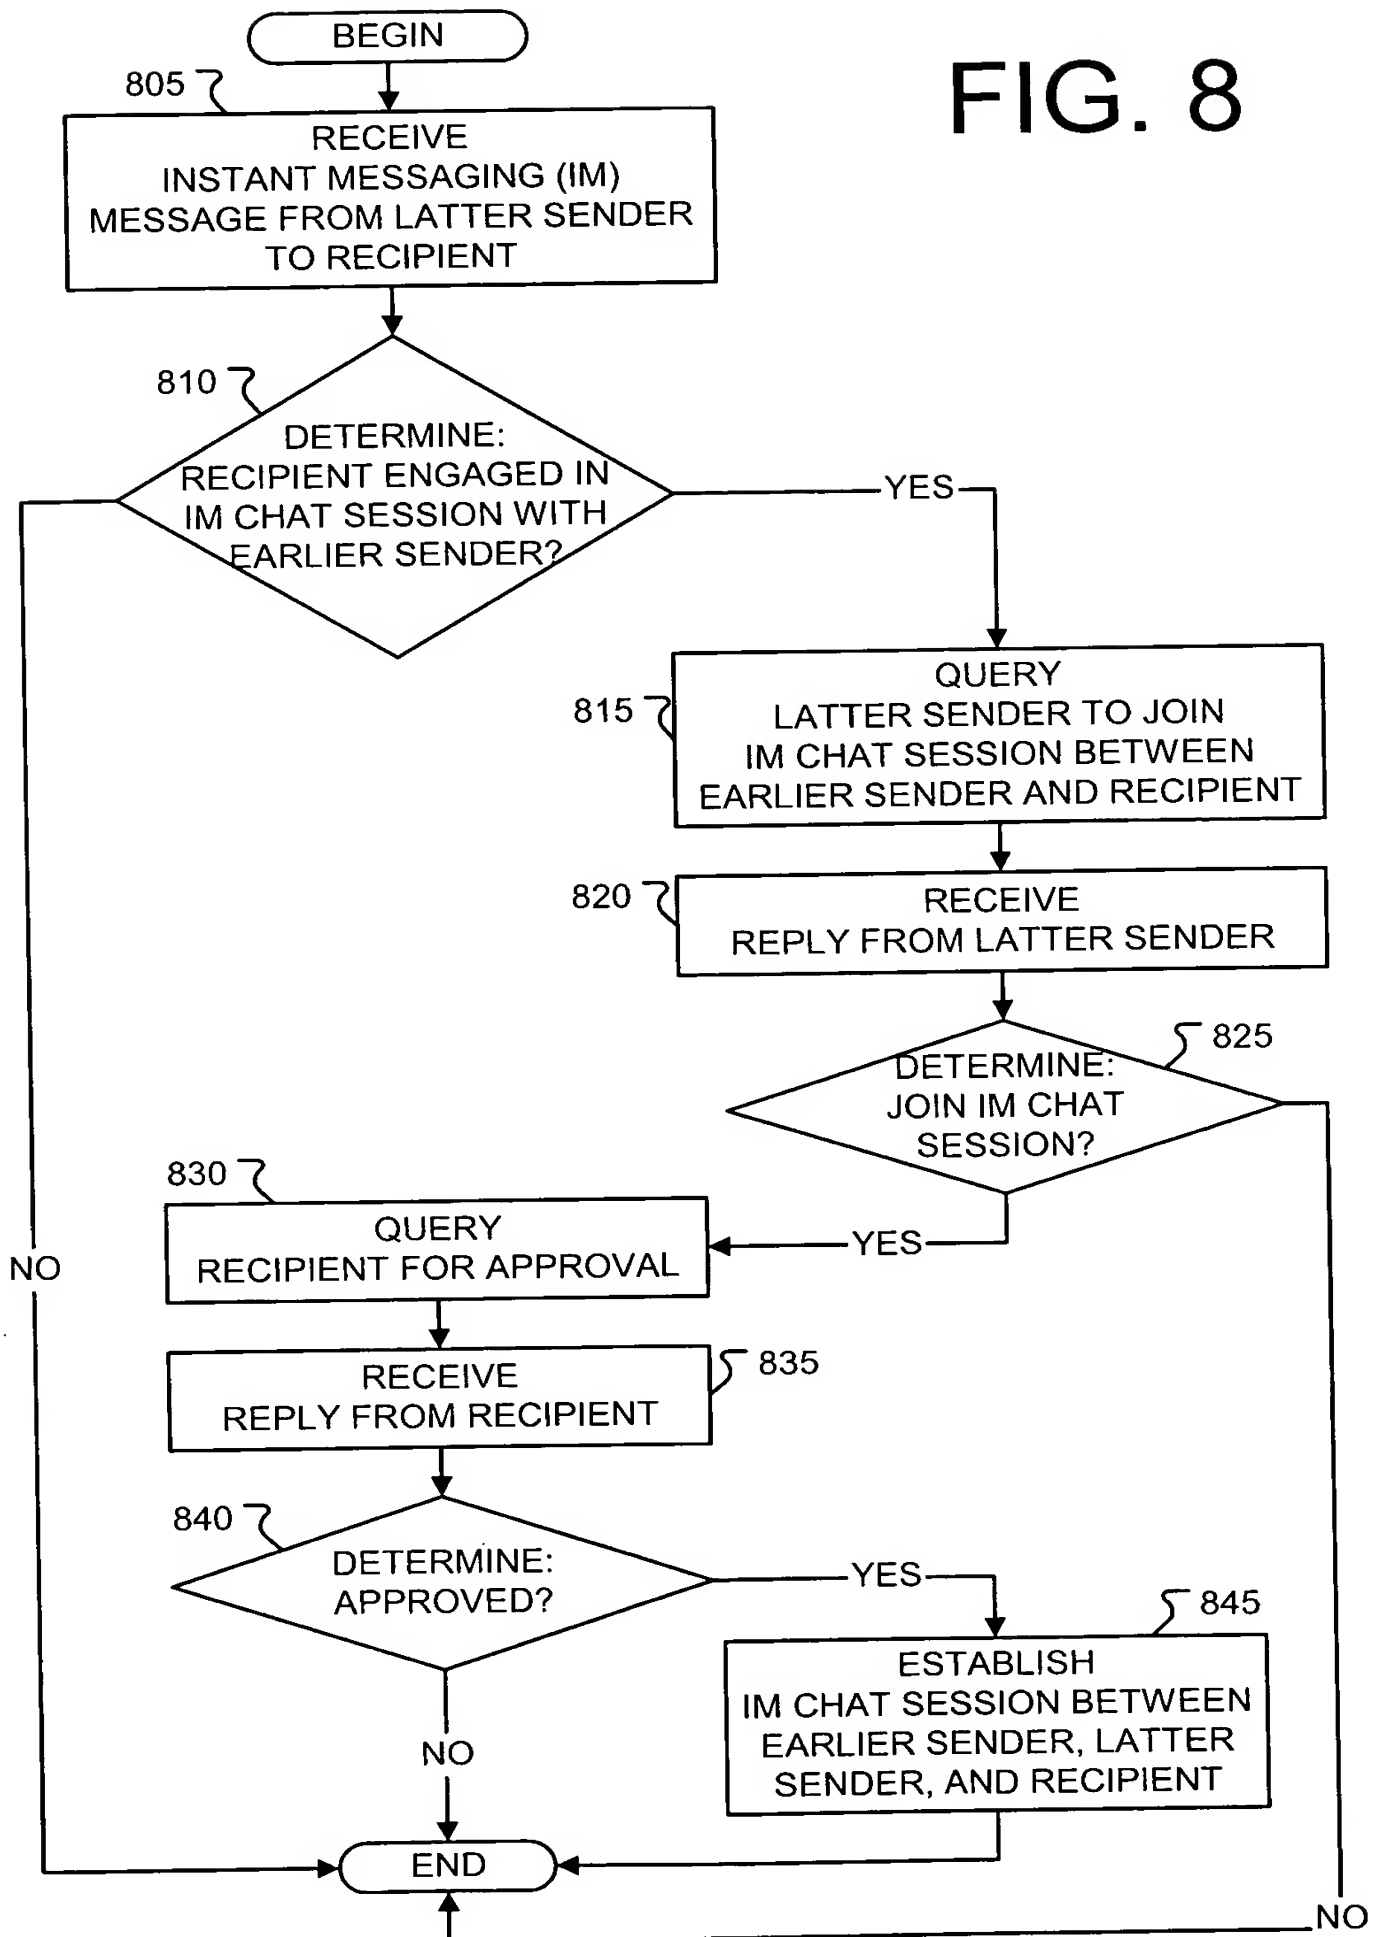 BEGIN
FIG. 8
805
RECEIVE
INSTANT MESSAGING (IM)
MESSAGE FROM LATTER SENDER
TO RECIPIENT
810
DETERMINE:
RECIPIENT ENGAGED IN
IM CHAT SESSION WITH
EARLIER SENDER?
YES
815
QUERY
LATTER SENDER TO JOIN
IM CHAT SESSION BETWEEN
EARLIER SENDER AND RECIPIENT
820
RECEIVE
REPLY FROM LATTER SENDER
825
DETERMINE:
JOIN IM CHAT
SESSION?
YES
830
QUERY
RECIPIENT FOR APPROVAL
NO
835
RECEIVE
REPLY FROM RECIPIENT
840
DETERMINE:
APPROVED?
YES
845
ESTABLISH
IM CHAT SESSION BETWEEN
EARLIER SENDER, LATTER
SENDER, AND RECIPIENT
NO
END
NO